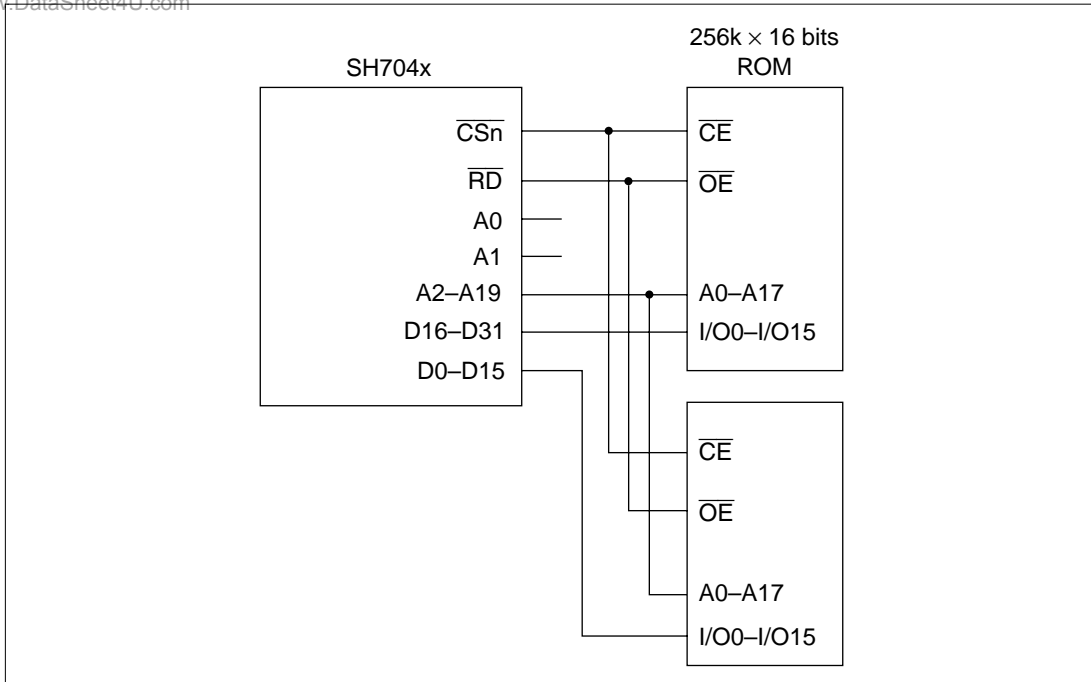 w.DataSheet4U.com
256k × 16 bits
ROM
SH704x
CSn
RD
A0
A1
A2–A19
D16–D31
D0–D15
CE
OE
A0–A17
I/O0–I/O15
CE
OE
A0–A17
I/O0–I/O15